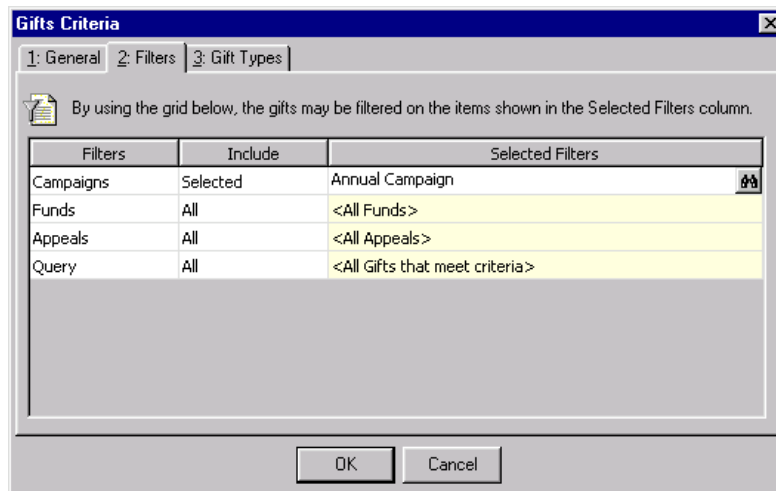 Gifts Criteria
1: General 2: Filters 3: Gift Types
By using the grid below, the gifts may be filtered on the items shown in the Selected Filters column.
Filters Include Selected Filters
Campaigns Selected Annual Campaign
Funds All <All Funds>
Appeals All <All Appeals>
Query All <All Gifts that meet criteria>
OK Cancel